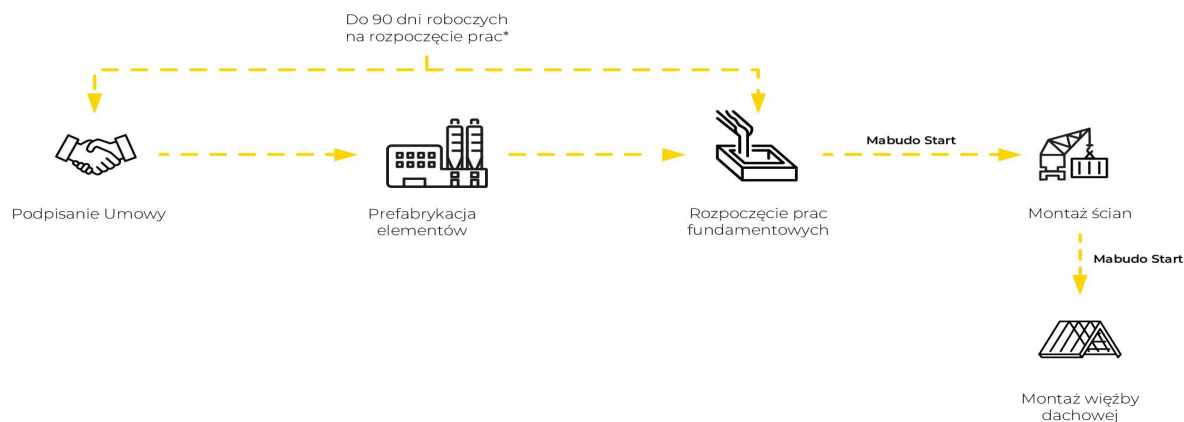 Do 90 dni roboczych
na rozpoczęcie prac*
Mabudo Start
Podpisanie Umowy
Prefabrykacja
elementów
Rozpoczęcie prac
fundamentowych
Montaż ścian
Mabudo Start
Montaż więźby
dachowej